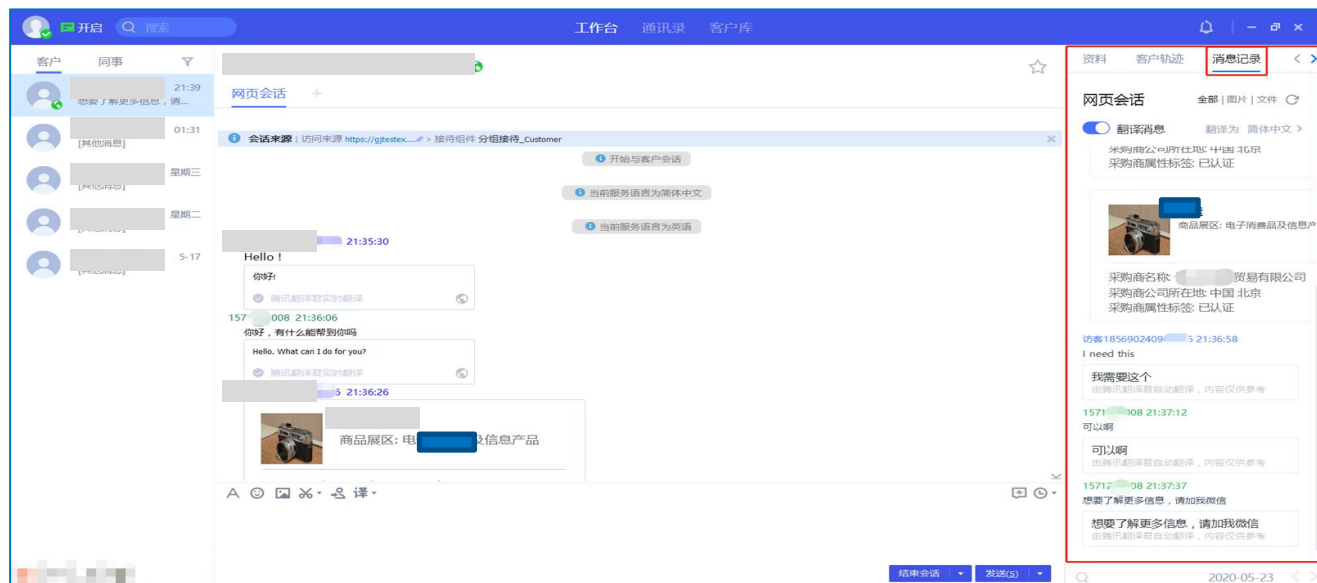 开启
搜索
工作台 通讯录 客户库
客户 同事
21:39
想要了解更多信息，请...
01:31
[其他消息]
星期三
[其他消息]
星期二
5-17
网页会话 +
会话来源 | 访问来源 https://gjtestex.... > 接待组件 分组接待_Customer
开始与客户会话
当前服务语言为简体中文
当前服务语言为英语
21:35:30
Hello！
你好!
腾讯翻译君实时翻译
157 008 21:36:06
你好，有什么能帮到你吗
Hello. What can I do for you?
腾讯翻译君实时翻译
5 21:36:26
商品展区: 电 及信息产品
译
结束会话 发送(S)
资料 客户轨迹 消息记录
网页会话 全部 | 图片 | 文件
翻译消息 翻译为 简体中文 >
采购商公司所在地: 中国 北京
采购商属性标签: 已认证
商品展区: 电子消费品及信息产
采购商名称: 贸易有限公司
采购商公司所在地: 中国 北京
采购商属性标签: 已认证
访客1856902409 5 21:36:58
I need this
我需要这个
由腾讯翻译君自动翻译，内容仅供参考
1571 008 21:37:12
可以啊
可以啊
由腾讯翻译君自动翻译，内容仅供参考
1571 08 21:37:37
想要了解更多信息，请加我微信
想要了解更多信息，请加我微信
由腾讯翻译君自动翻译，内容仅供参考
2020-05-23